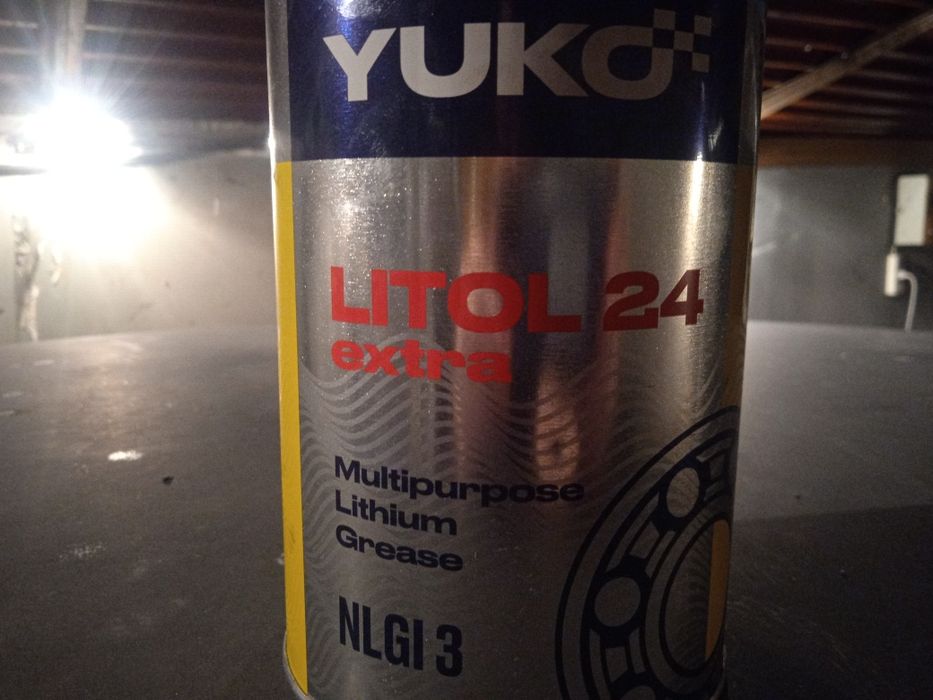 YUKO
LITOL 24
extra
Multipurpose
Lithium
Grease
NLGI 3